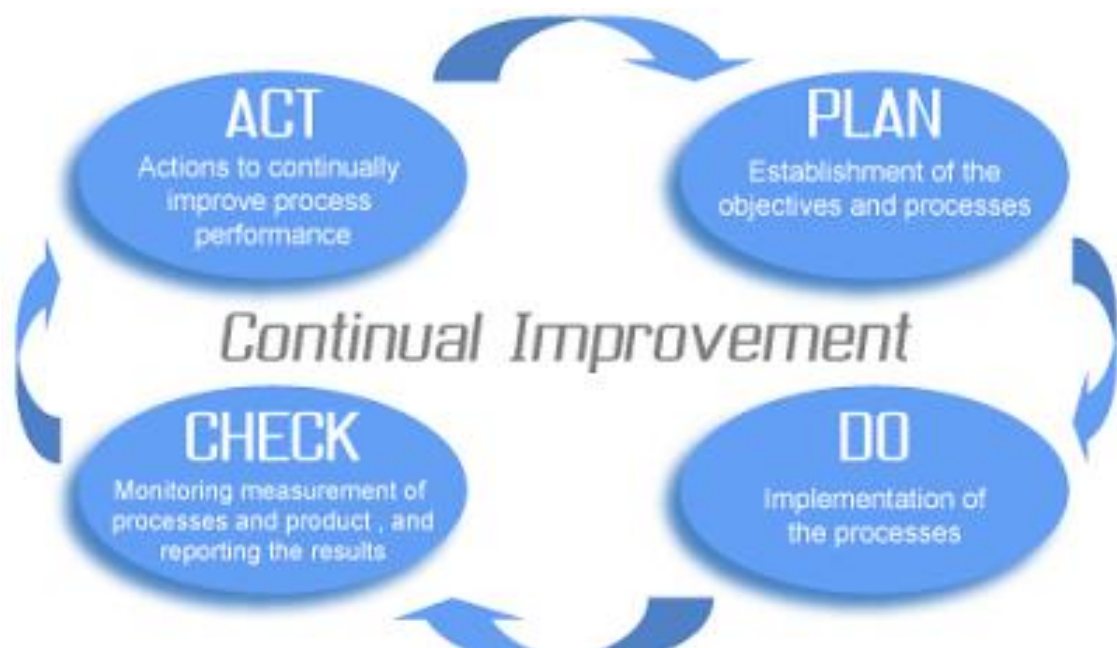 ACT
Actions to continually
improve process
performance
PLAN
Establishment of the
objectives and processes
Continual Improvement
CHECK
Monitoring measurement of
processes and product , and
reporting the results
DO
Implementation of
the processes